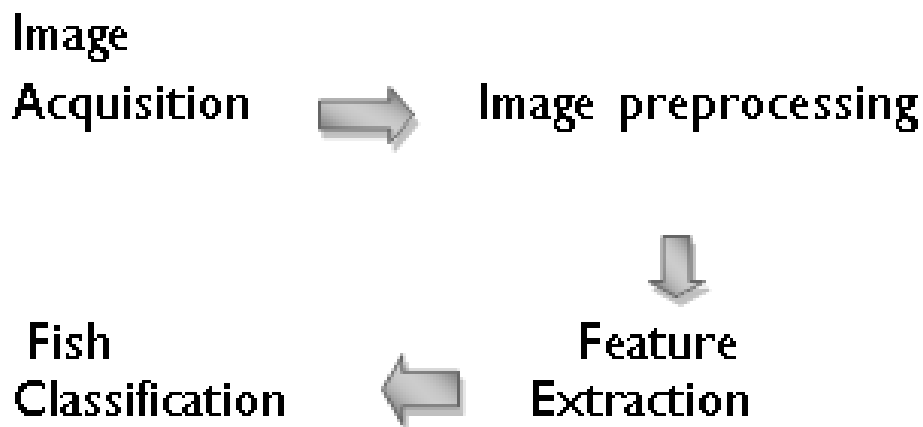 Image
Acquisition
Image preprocessing
Feature
Extraction
Fish
Classification